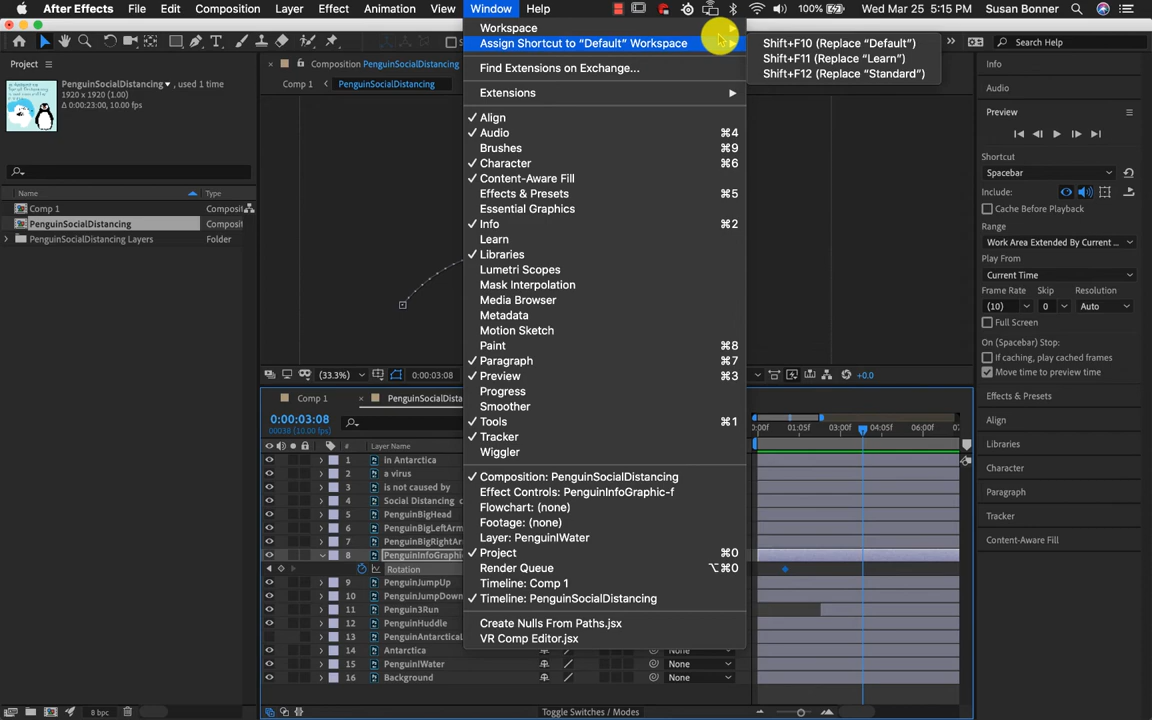 After Effects File Edit Composition Layer Effect Animation View Window Help 100% Wed Mar 25 5:15 PM Susan Bonner
Search Help
Project
PenguinSocialDistancing, used 1 time
1920 x 1920 (1.00)
Δ 0:00:23:00, 10.00 fps
Name Type
Comp 1 Composit
PenguinSocialDistancing Composit
PenguinSocialDistancing Layers Folder
8 bpc
Composition PenguinSocialDistancing
Comp 1 PenguinSocialDistancing
(33.3%) 0:00:03:08
+0.0
Workspace
Assign Shortcut to “Default” Workspace
Find Extensions on Exchange...
Extensions
Align
Audio ⌘4
Brushes ⌘9
Character ⌘6
Content-Aware Fill
Effects & Presets ⌘5
Essential Graphics
Info ⌘2
Learn
Libraries
Lumetri Scopes
Mask Interpolation
Media Browser
Metadata
Motion Sketch
Paint ⌘8
Paragraph ⌘7
Preview ⌘3
Progress
Smoother
Tools ⌘1
Tracker
Wiggler
Composition: PenguinSocialDistancing
Effect Controls: PenguinInfoGraphic-f
Flowchart: (none)
Footage: (none)
Layer: PenguinIWater
Project ⌘0
Render Queue ⌥⌘0
Timeline: Comp 1
Timeline: PenguinSocialDistancing
Create Nulls From Paths.jsx
VR Comp Editor.jsx
Shift+F10 (Replace “Default”)
Shift+F11 (Replace “Learn”)
Shift+F12 (Replace “Standard”)
Info
Audio
Preview
Shortcut
Spacebar
Include:
Cache Before Playback
Range
Work Area Extended By Current ...
Play From
Current Time
Frame Rate Skip Resolution
(10) 0 Auto
Full Screen
On (Spacebar) Stop:
If caching, play cached frames
Move time to preview time
Effects & Presets
Align
Libraries
Character
Paragraph
Tracker
Content-Aware Fill
Comp 1 PenguinSocialDista
0:00:03:08
00038 (10.00 fps)
:00f 01:05f 03:00f 04:05f 06:00f
# Layer Name
1 in Antarctica
2 a virus
3 is not caused by
4 Social Distancing
5 PenguinBigHead
6 PenguinBigLeftArm
7 PenguinBigRightArm
8 PenguinInfoGraphi
Rotation
9 PenguinJumpUp
10 PenguinJumpDown
11 Penguin3Run
12 PenguinHuddle
13 PenguinAntarctical
14 Antarctica None
15 PenguinIWater None
16 Background None
Toggle Switches / Modes